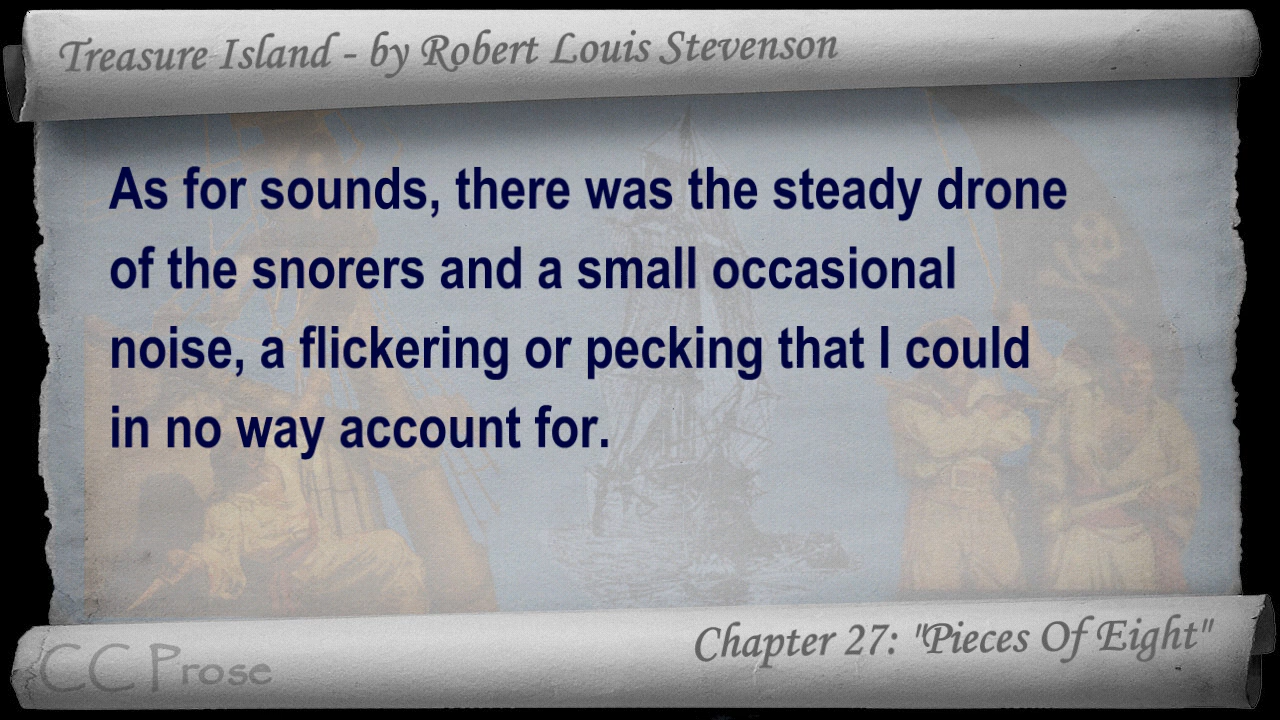 Treasure Island - by Robert Louis Stevenson
As for sounds, there was the steady drone
of the snorers and a small occasional
noise, a flickering or pecking that I could
in no way account for.
Chapter 27: "Pieces Of Eight"
CC Prose